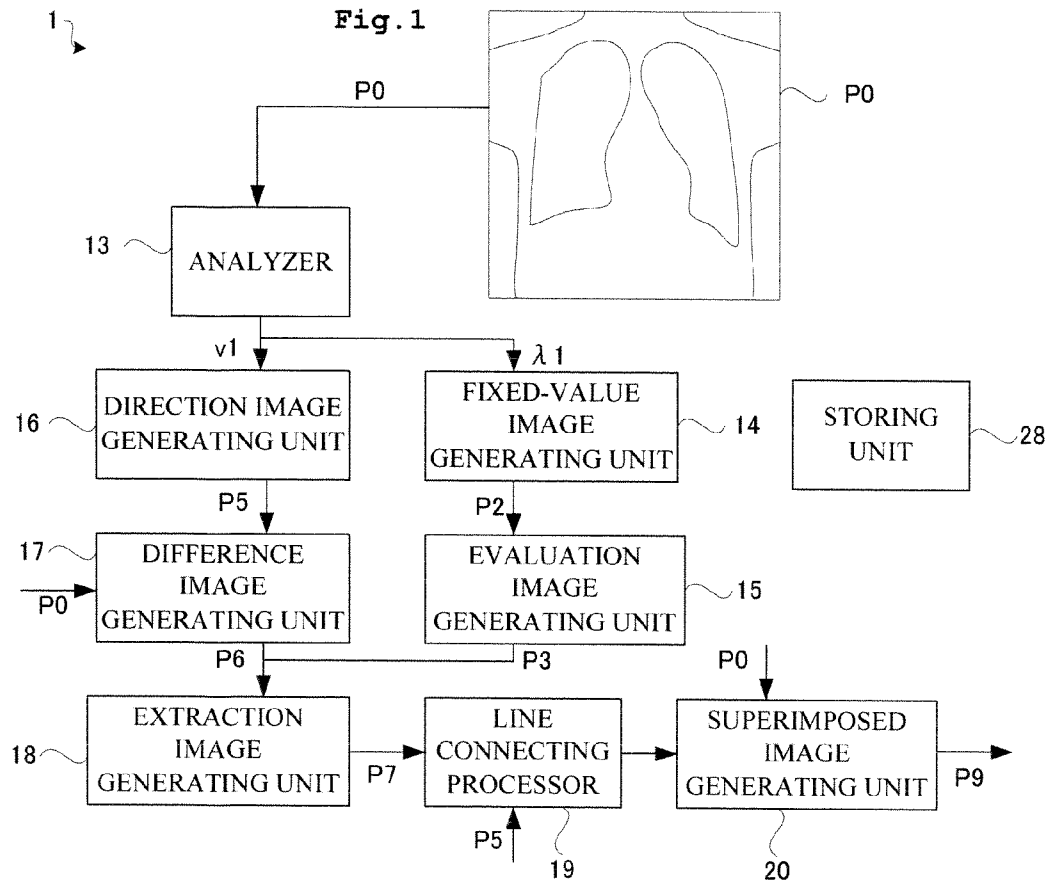 1
Fig.1
P0
P0
13
ANALYZER
v1
λ1
16
DIRECTION IMAGE
GENERATING UNIT
FIXED-VALUE
IMAGE
GENERATING UNIT
14
STORING
UNIT
28
P5
P2
17
P0
DIFFERENCE
IMAGE
GENERATING UNIT
EVALUATION
IMAGE
GENERATING UNIT
15
P6
P3
P0
18
EXTRACTION
IMAGE
GENERATING UNIT
P7
LINE
CONNECTING
PROCESSOR
SUPERIMPOSED
IMAGE
GENERATING UNIT
P9
P5
19
20